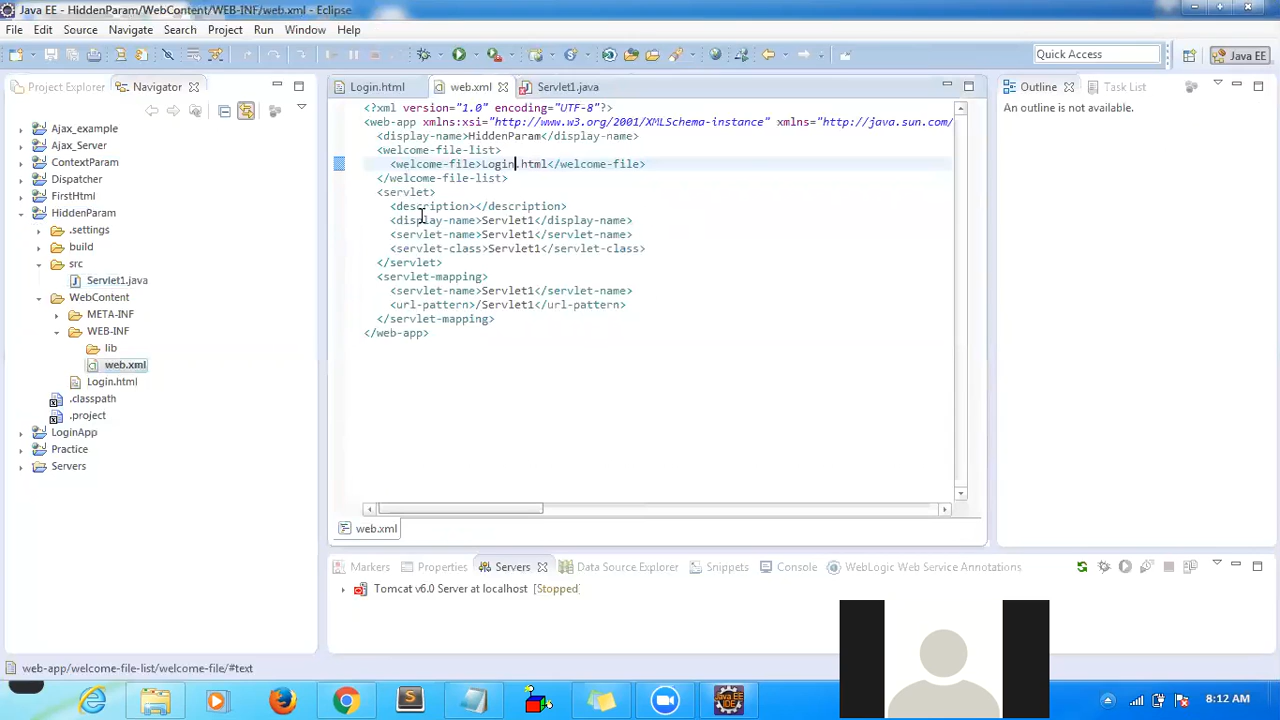 Java EE - HiddenParam/WebContent/WEB-INF/web.xml - Eclipse
File Edit Source Navigate Search Project Run Window Help
Quick Access
Java EE
Project Explorer
Navigator
Login.html
web.xml
Servlet1.java
Outline
Task List
An outline is not available.
Ajax_example
Ajax_Server
ContextParam
Dispatcher
FirstHtml
HiddenParam
.settings
build
src
Servlet1.java
WebContent
META-INF
WEB-INF
lib
web.xml
Login.html
.classpath
.project
LoginApp
Practice
Servers
<?xml version="1.0" encoding="UTF-8"?>
<web-app xmlns:xsi="http://www.w3.org/2001/XMLSchema-instance" xmlns="http://java.sun.com/
<display-name>HiddenParam</display-name>
<welcome-file-list>
<welcome-file>Login.html</welcome-file>
</welcome-file-list>
<servlet>
<description></description>
<display-name>Servlet1</display-name>
<servlet-name>Servlet1</servlet-name>
<servlet-class>Servlet1</servlet-class>
</servlet>
<servlet-mapping>
<servlet-name>Servlet1</servlet-name>
<url-pattern>/Servlet1</url-pattern>
</servlet-mapping>
</web-app>
web.xml
Markers Properties Servers Data Source Explorer Snippets Console WebLogic Web Service Annotations
Tomcat v6.0 Server at localhost [Stopped]
web-app/welcome-file-list/welcome-file/#text
Java EE
IDE
8:12 AM